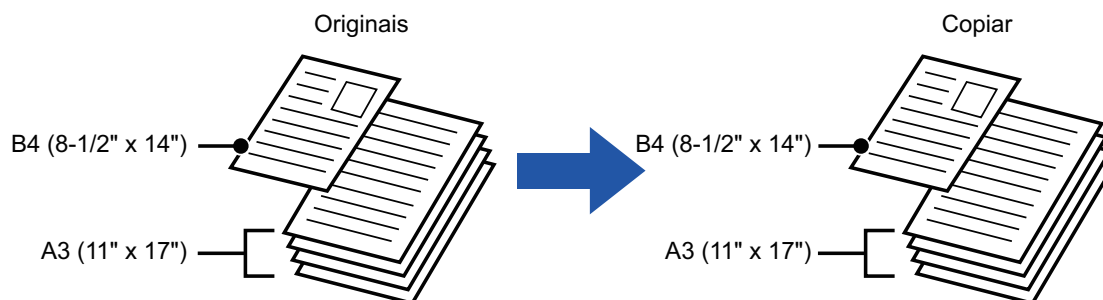 Originais
Copiar
B4 (8-1/2" x 14")
B4 (8-1/2" x 14")
A3 (11" x 17")
A3 (11" x 17")